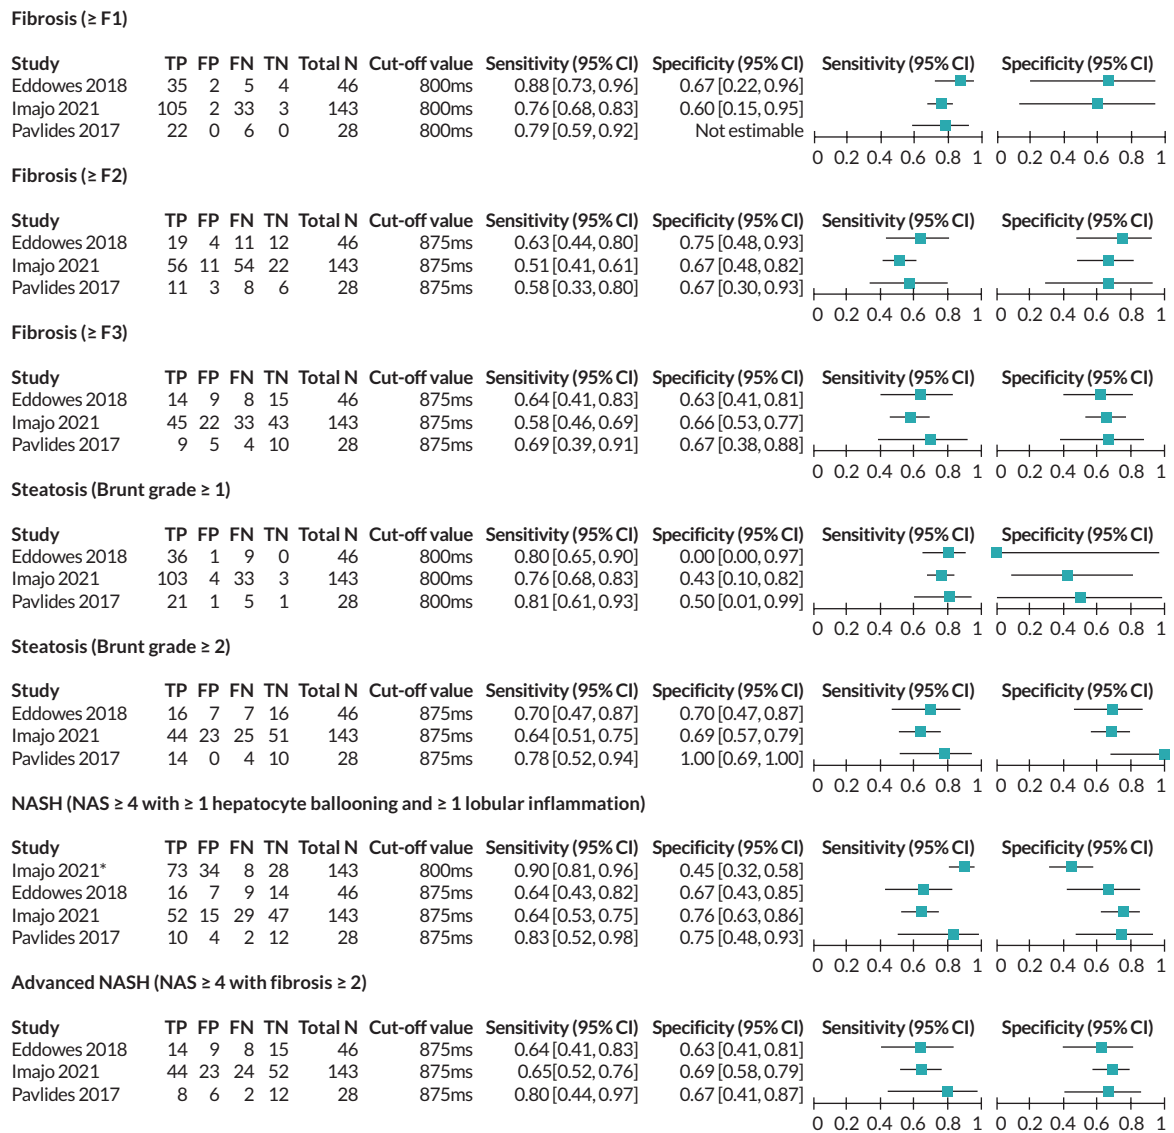 Fibrosis (≥ F1)
Study TP FP FN TN Total N Cut-off value Sensitivity (95% CI) Specificity (95% CI) Sensitivity (95% CI) Specificity (95% CI)
Eddowes 2018 35 2 5 4 46 800ms 0.88 [0.73, 0.96] 0.67 [0.22, 0.96]
Imajo 2021 105 2 33 3 143 800ms 0.76 [0.68, 0.83] 0.60 [0.15, 0.95]
Pavlides 2017 22 0 6 0 28 800ms 0.79 [0.59, 0.92] Not estimable
0 0.2 0.4 0.6 0.8 1 0 0.2 0.4 0.6 0.8 1
Fibrosis (≥ F2)
Study TP FP FN TN Total N Cut-off value Sensitivity (95% CI) Specificity (95% CI) Sensitivity (95% CI) Specificity (95% CI)
Eddowes 2018 19 4 11 12 46 875ms 0.63 [0.44, 0.80] 0.75 [0.48, 0.93]
Imajo 2021 56 11 54 22 143 875ms 0.51 [0.41, 0.61] 0.67 [0.48, 0.82]
Pavlides 2017 11 3 8 6 28 875ms 0.58 [0.33, 0.80] 0.67 [0.30, 0.93]
0 0.2 0.4 0.6 0.8 1 0 0.2 0.4 0.6 0.8 1
Fibrosis (≥ F3)
Study TP FP FN TN Total N Cut-off value Sensitivity (95% CI) Specificity (95% CI) Sensitivity (95% CI) Specificity (95% CI)
Eddowes 2018 14 9 8 15 46 875ms 0.64 [0.41, 0.83] 0.63 [0.41, 0.81]
Imajo 2021 45 22 33 43 143 875ms 0.58 [0.46, 0.69] 0.66 [0.53, 0.77]
Pavlides 2017 9 5 4 10 28 875ms 0.69 [0.39, 0.91] 0.67 [0.38, 0.88]
0 0.2 0.4 0.6 0.8 1 0 0.2 0.4 0.6 0.8 1
Steatosis (Brunt grade ≥ 1)
Study TP FP FN TN Total N Cut-off value Sensitivity (95% CI) Specificity (95% CI) Sensitivity (95% CI) Specificity (95% CI)
Eddowes 2018 36 1 9 0 46 800ms 0.80 [0.65, 0.90] 0.00 [0.00, 0.97]
Imajo 2021 103 4 33 3 143 800ms 0.76 [0.68, 0.83] 0.43 [0.10, 0.82]
Pavlides 2017 21 1 5 1 28 800ms 0.81 [0.61, 0.93] 0.50 [0.01, 0.99]
0 0.2 0.4 0.6 0.8 1 0 0.2 0.4 0.6 0.8 1
Steatosis (Brunt grade ≥ 2)
Study TP FP FN TN Total N Cut-off value Sensitivity (95% CI) Specificity (95% CI) Sensitivity (95% CI) Specificity (95% CI)
Eddowes 2018 16 7 7 16 46 875ms 0.70 [0.47, 0.87] 0.70 [0.47, 0.87]
Imajo 2021 44 23 25 51 143 875ms 0.64 [0.51, 0.75] 0.69 [0.57, 0.79]
Pavlides 2017 14 0 4 10 28 875ms 0.78 [0.52, 0.94] 1.00 [0.69, 1.00]
0 0.2 0.4 0.6 0.8 1 0 0.2 0.4 0.6 0.8 1
NASH (NAS ≥ 4 with ≥ 1 hepatocyte ballooning and ≥ 1 lobular inflammation)
Study TP FP FN TN Total N Cut-off value Sensitivity (95% CI) Specificity (95% CI) Sensitivity (95% CI) Specificity (95% CI)
Imajo 2021* 73 34 8 28 143 800ms 0.90 [0.81, 0.96] 0.45 [0.32, 0.58]
Eddowes 2018 16 7 9 14 46 875ms 0.64 [0.43, 0.82] 0.67 [0.43, 0.85]
Imajo 2021 52 15 29 47 143 875ms 0.64 [0.53, 0.75] 0.76 [0.63, 0.86]
Pavlides 2017 10 4 2 12 28 875ms 0.83 [0.52, 0.98] 0.75 [0.48, 0.93]
0 0.2 0.4 0.6 0.8 1 0 0.2 0.4 0.6 0.8 1
Advanced NASH (NAS ≥ 4 with fibrosis ≥ 2)
Study TP FP FN TN Total N Cut-off value Sensitivity (95% CI) Specificity (95% CI) Sensitivity (95% CI) Specificity (95% CI)
Eddowes 2018 14 9 8 15 46 875ms 0.64 [0.41, 0.83] 0.63 [0.41, 0.81]
Imajo 2021 44 23 24 52 143 875ms 0.65 [0.52, 0.76] 0.69 [0.58, 0.79]
Pavlides 2017 8 6 2 12 28 875ms 0.80 [0.44, 0.97] 0.67 [0.41, 0.87]
0 0.2 0.4 0.6 0.8 1 0 0.2 0.4 0.6 0.8 1